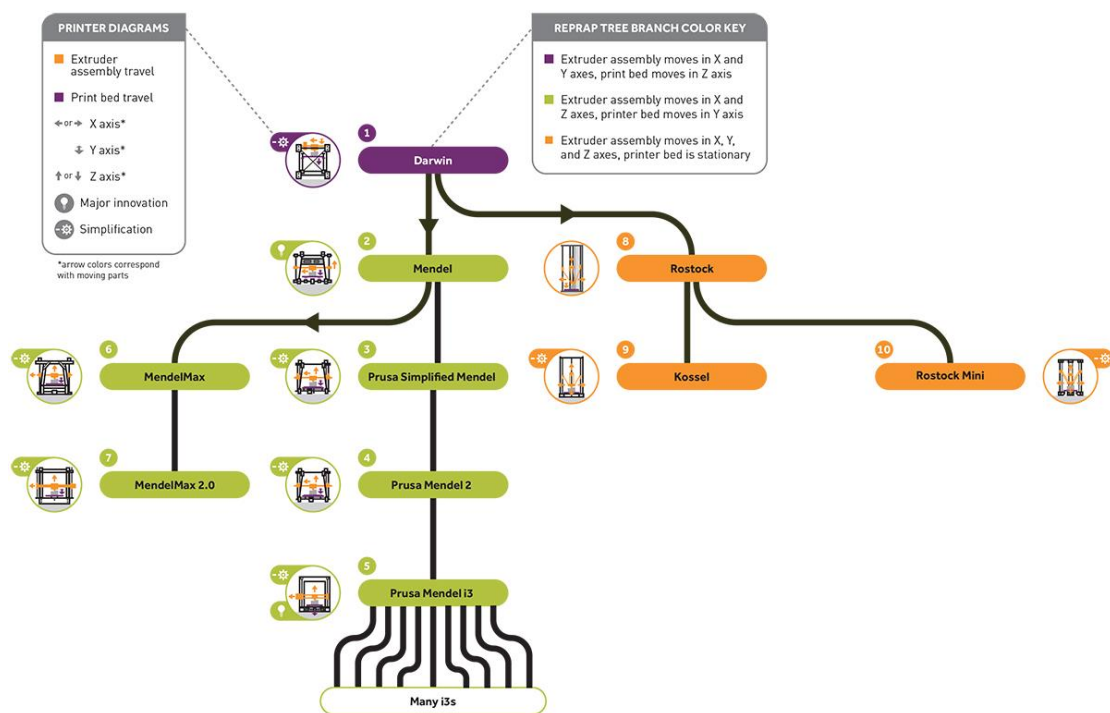 PRINTER DIAGRAMS
Extruder
assembly travel
Print bed travel
or
X axis*
Y axis*
or
Z axis*
Major innovation
Simplification
*arrow colors correspond
with moving parts
REPRAP TREE BRANCH COLOR KEY
Extruder assembly moves in X and
Y axes, print bed moves in Z axis
Extruder assembly moves in X and
Z axes, printer bed moves in Y axis
Extruder assembly moves in X, Y,
and Z axes, printer bed is stationary
1
Darwin
2
Mendel
8
Rostock
6
MendelMax
3
Prusa Simplified Mendel
9
Kossel
10
Rostock Mini
7
MendelMax 2.0
4
Prusa Mendel 2
5
Prusa Mendel i3
Many i3s